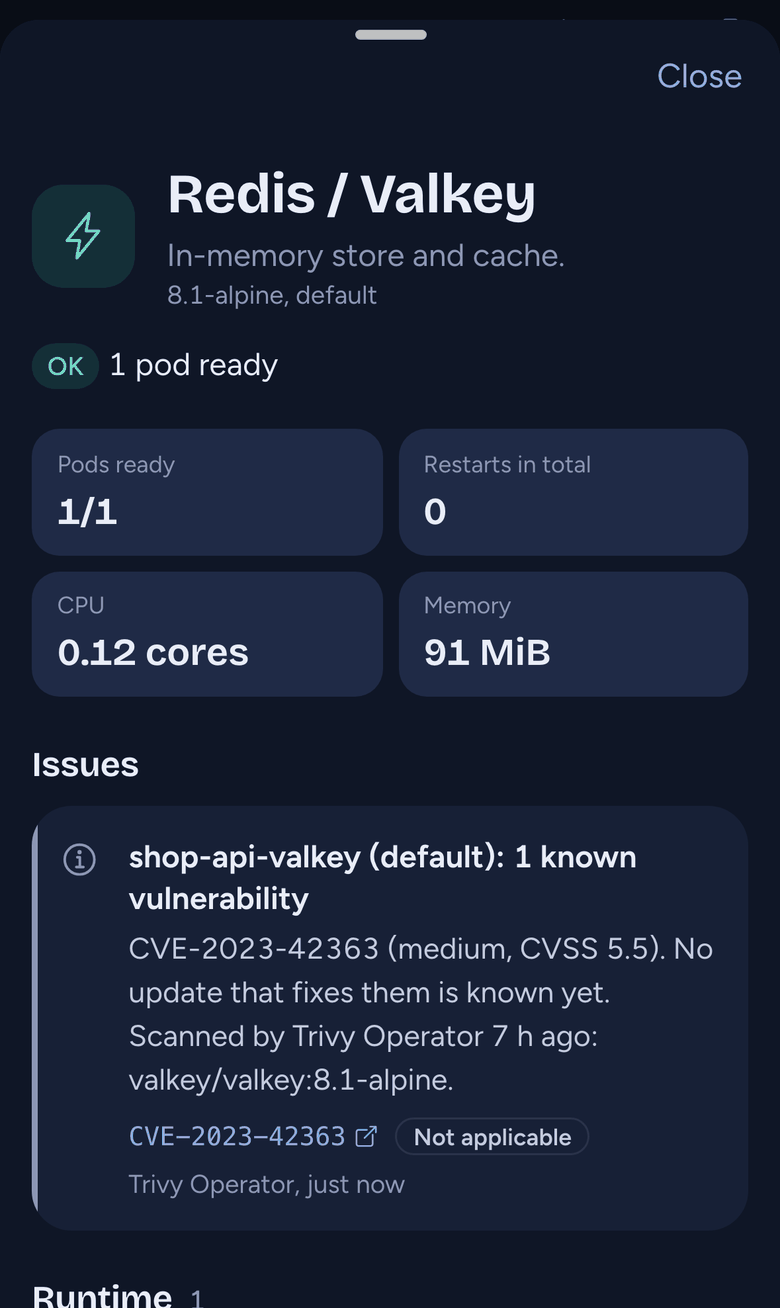 Close
Redis / Valkey
In-memory store and cache.
8.1-alpine, default
OK 1 pod ready
Pods ready
1/1
Restarts in total
0
CPU
0.12 cores
Memory
91 MiB
Issues
shop-api-valkey (default): 1 known
vulnerability
CVE-2023-42363 (medium, CVSS 5.5). No
update that fixes them is known yet.
Scanned by Trivy Operator 7 h ago:
valkey/valkey:8.1-alpine.
CVE-2023-42363 Not applicable
Trivy Operator, just now
Runtime 1